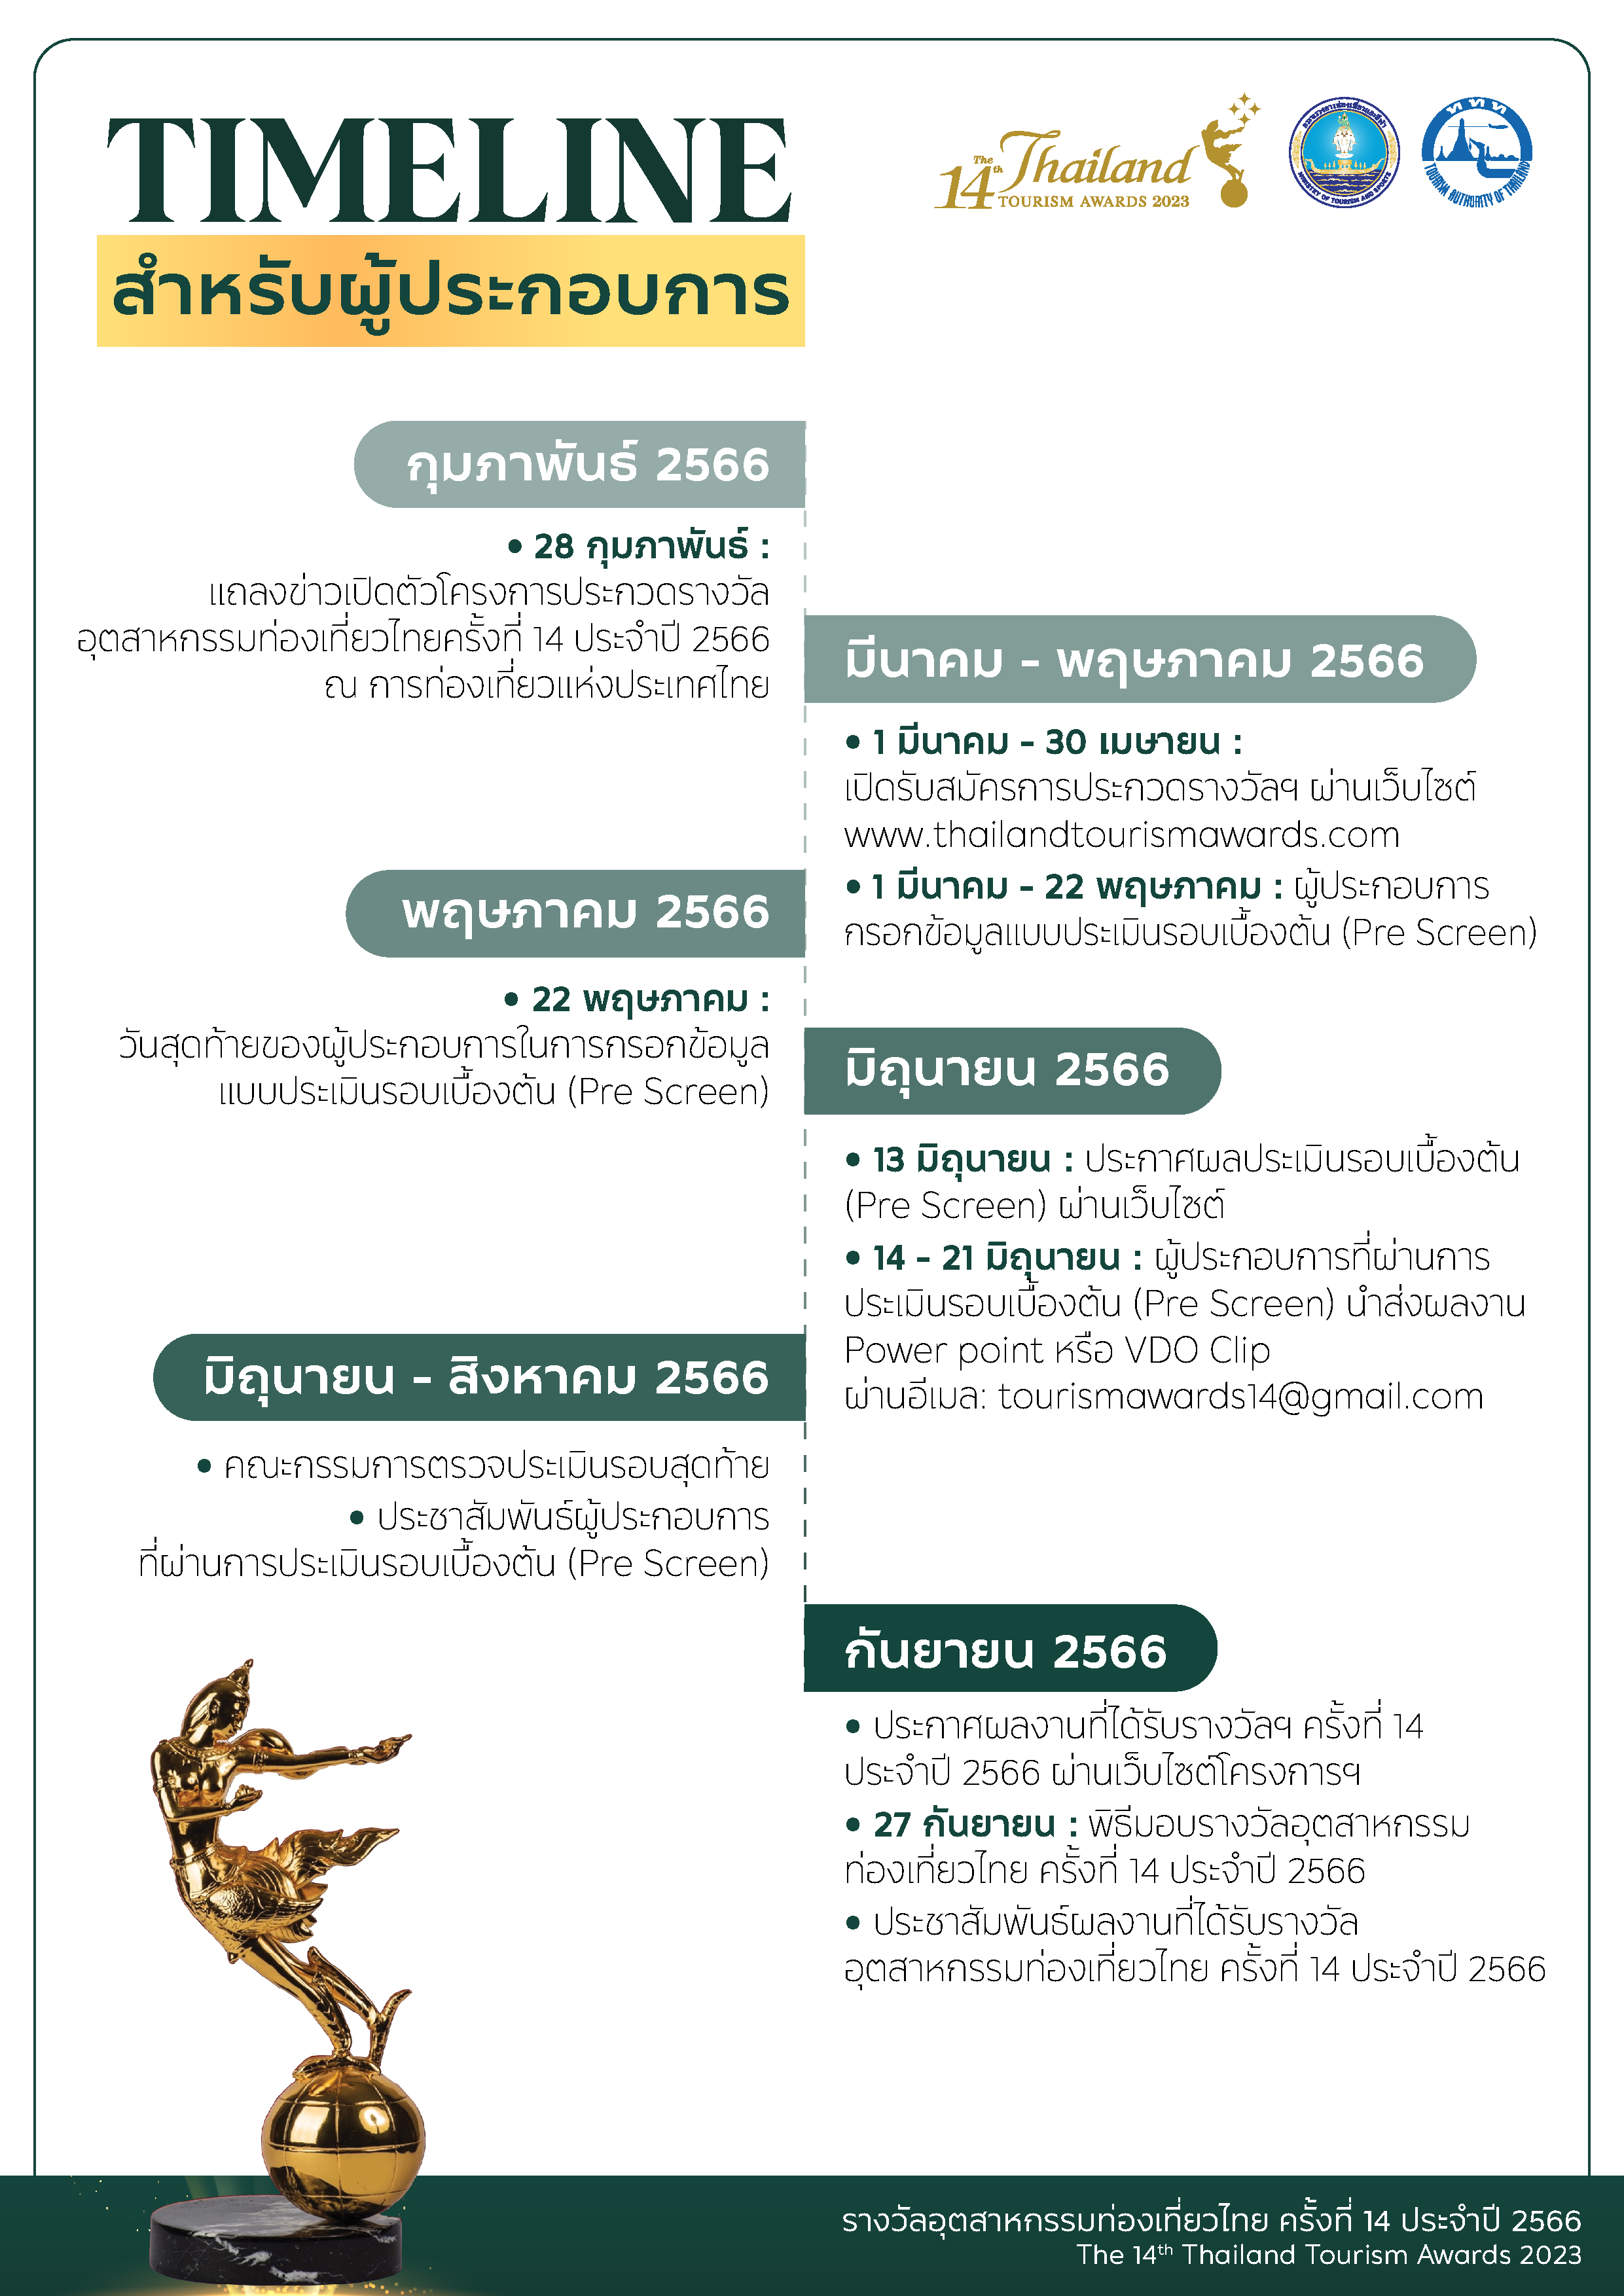 TIMELINE
สำหรับผู้ประกอบการ
The 14th Thailand
TOURISM AWARDS 2023
กระทรวงการท่องเที่ยวและกีฬา
MINISTRY OF TOURISM AND SPORTS
ท ท ท
TOURISM AUTHORITY OF THAILAND
กุมภาพันธ์ 2566
• 28 กุมภาพันธ์ :
แถลงข่าวเปิดตัวโครงการประกวดรางวัล
อุตสาหกรรมท่องเที่ยวไทยครั้งที่ 14 ประจำปี 2566
ณ การท่องเที่ยวแห่งประเทศไทย
มีนาคม - พฤษภาคม 2566
• 1 มีนาคม - 30 เมษายน :
เปิดรับสมัครการประกวดรางวัลฯ ผ่านเว็บไซต์
www.thailandtourismawards.com
• 1 มีนาคม - 22 พฤษภาคม : ผู้ประกอบการ
กรอกข้อมูลแบบประเมินรอบเบื้องต้น (Pre Screen)
พฤษภาคม 2566
• 22 พฤษภาคม :
วันสุดท้ายของผู้ประกอบการในการกรอกข้อมูล
แบบประเมินรอบเบื้องต้น (Pre Screen)
มิถุนายน 2566
• 13 มิถุนายน : ประกาศผลประเมินรอบเบื้องต้น
(Pre Screen) ผ่านเว็บไซต์
• 14 - 21 มิถุนายน : ผู้ประกอบการที่ผ่านการ
ประเมินรอบเบื้องต้น (Pre Screen) นำส่งผลงาน
Power point หรือ VDO Clip
ผ่านอีเมล: tourismawards14@gmail.com
มิถุนายน - สิงหาคม 2566
• คณะกรรมการตรวจประเมินรอบสุดท้าย
• ประชาสัมพันธ์ผู้ประกอบการ
ที่ผ่านการประเมินรอบเบื้องต้น (Pre Screen)
กันยายน 2566
• ประกาศผลงานที่ได้รับรางวัลฯ ครั้งที่ 14
ประจำปี 2566 ผ่านเว็บไซต์โครงการฯ
• 27 กันยายน : พิธีมอบรางวัลอุตสาหกรรม
ท่องเที่ยวไทย ครั้งที่ 14 ประจำปี 2566
• ประชาสัมพันธ์ผลงานที่ได้รับรางวัล
อุตสาหกรรมท่องเที่ยวไทย ครั้งที่ 14 ประจำปี 2566
รางวัลอุตสาหกรรมท่องเที่ยวไทย ครั้งที่ 14 ประจำปี 2566
The 14th Thailand Tourism Awards 2023